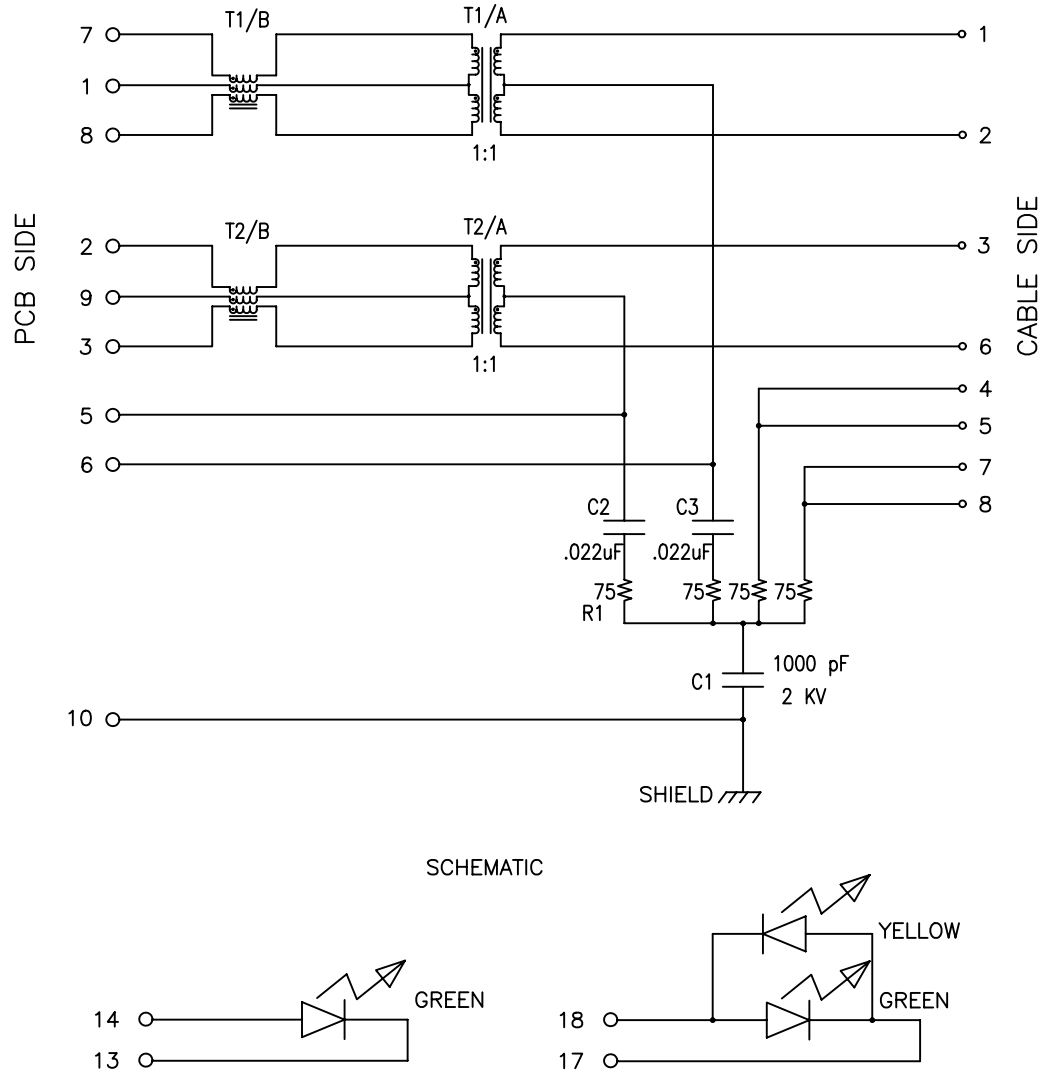 T1/B
T1/A
7
1
1
8
2
1:1
PCB SIDE
CABLE SIDE
T2/B
T2/A
2
3
9
3
6
1:1
4
5
5
6
7
8
C2
C3
.022uF
.022uF
75
75
75
75
R1
1000 pF
C1
2 KV
10
SHIELD
SCHEMATIC
YELLOW
GREEN
GREEN
14
18
13
17